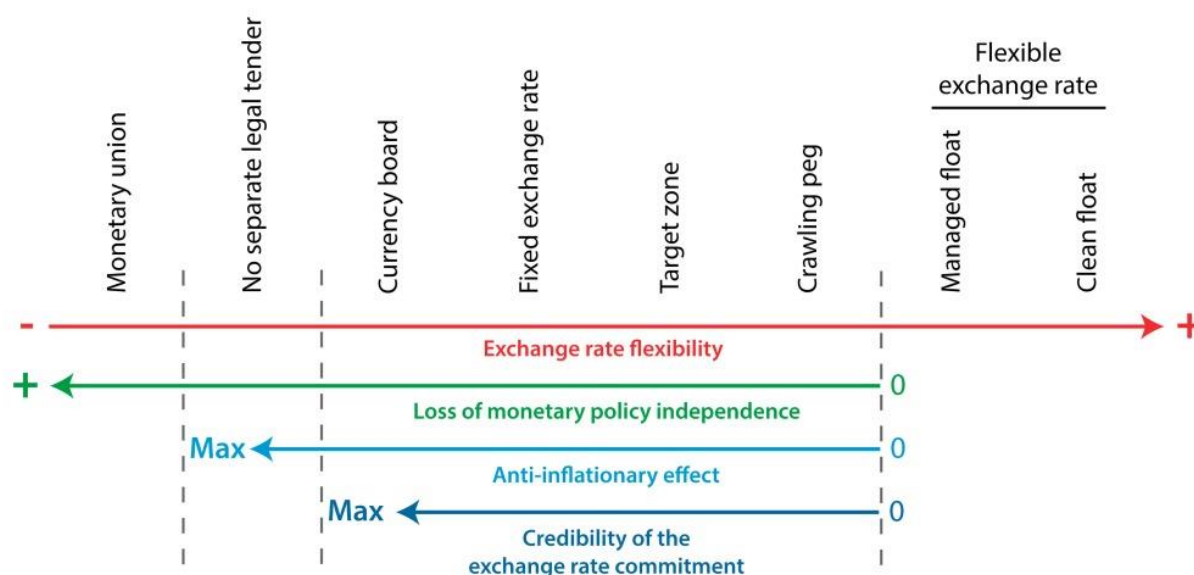 Flexible
exchange rate
Monetary union
No separate legal tender
Currency board
Fixed exchange rate
Target zone
Crawling peg
Managed float
Clean float
- +
Exchange rate flexibility
+ 0
Loss of monetary policy independence
Max 0
Anti-inflationary effect
Max 0
Credibility of the
exchange rate commitment